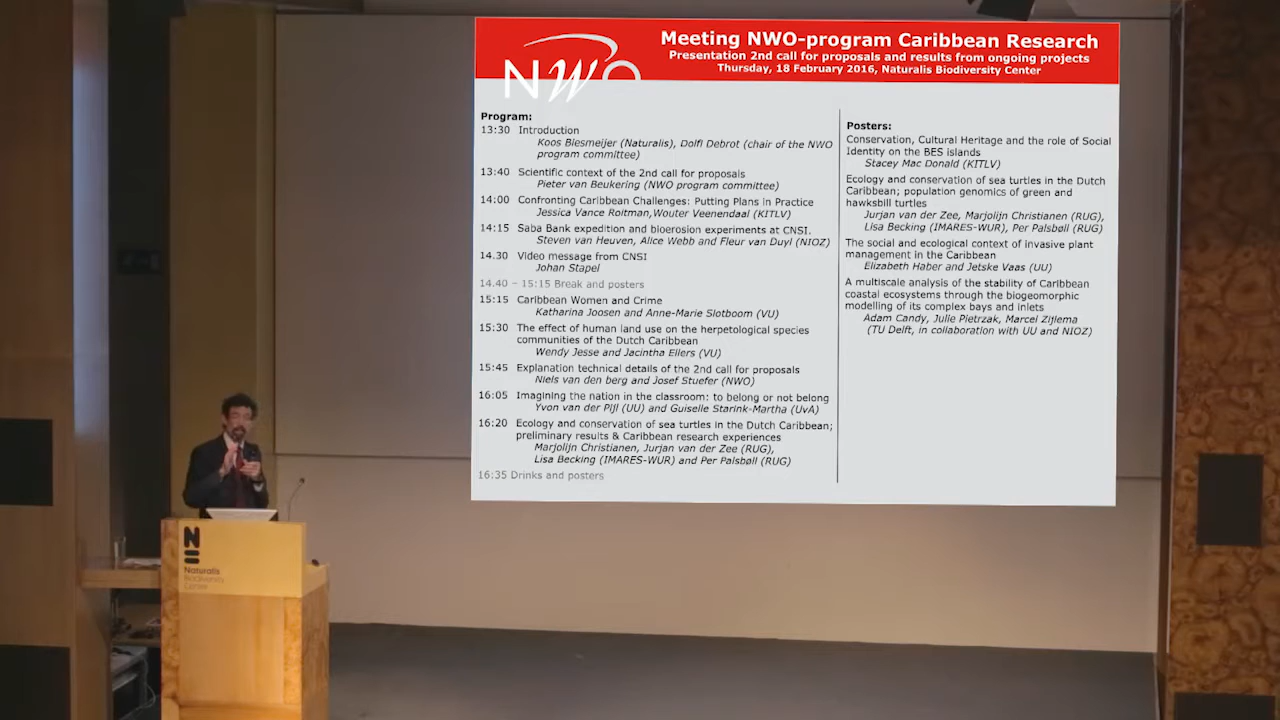 Meeting NWO-program Caribbean Research
Presentation 2nd call for proposals and results from ongoing projects
Thursday, 18 February 2016, Naturalis Biodiversity Center
NWO
Program:
13:30 Introduction
Koos Biesmeijer (Naturalis), Dolfi Debrot (chair of the NWO
program committee)
13:40 Scientific context of the 2nd call for proposals
Pieter van Beukering (NWO program committee)
14:00 Confronting Caribbean Challenges: Putting Plans in Practice
Jessica Vance Roitman,Wouter Veenendaal (KITLV)
14:15 Saba Bank expedition and bioerosion experiments at CNSI.
Steven van Heuven, Alice Webb and Fleur van Duyl (NIOZ)
14.30 Video message from CNSI
Johan Stapel
14.40 – 15:15 Break and posters
15:15 Caribbean Women and Crime
Katharina Joosen and Anne-Marie Slotboom (VU)
15:30 The effect of human land use on the herpetological species
communities of the Dutch Caribbean
Wendy Jesse and Jacintha Ellers (VU)
15:45 Explanation technical details of the 2nd call for proposals
Niels van den berg and Josef Stuefer (NWO)
16:05 Imagining the nation in the classroom: to belong or not belong
Yvon van der Pijl (UU) and Guiselle Starink-Martha (UvA)
16:20 Ecology and conservation of sea turtles in the Dutch Caribbean;
preliminary results & Caribbean research experiences
Marjolijn Christianen, Jurjan van der Zee (RUG),
Lisa Becking (IMARES-WUR) and Per Palsbøll (RUG)
16:35 Drinks and posters
Posters:
Conservation, Cultural Heritage and the role of Social
Identity on the BES islands
Stacey Mac Donald (KITLV)
Ecology and conservation of sea turtles in the Dutch
Caribbean; population genomics of green and
hawksbill turtles
Jurjan van der Zee, Marjolijn Christianen (RUG),
Lisa Becking (IMARES-WUR), Per Palsbøll (RUG)
The social and ecological context of invasive plant
management in the Caribbean
Elizabeth Haber and Jetske Vaas (UU)
A multiscale analysis of the stability of Caribbean
coastal ecosystems through the biogeomorphic
modelling of its complex bays and inlets
Adam Candy, Julie Pietrzak, Marcel Zijlema
(TU Delft, in collaboration with UU and NIOZ)
N
Naturalis
Biodiversity
Center